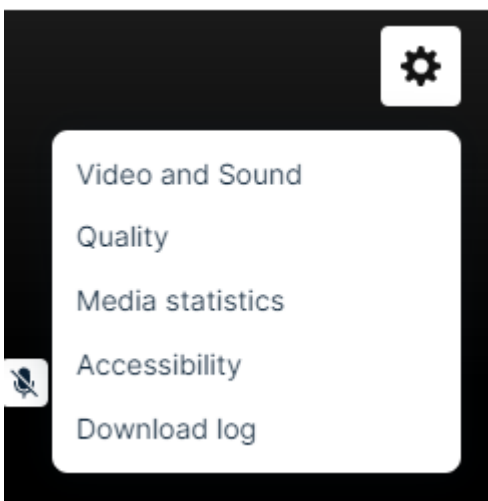 Video and Sound
Quality
Media statistics
Accessibility
Download log